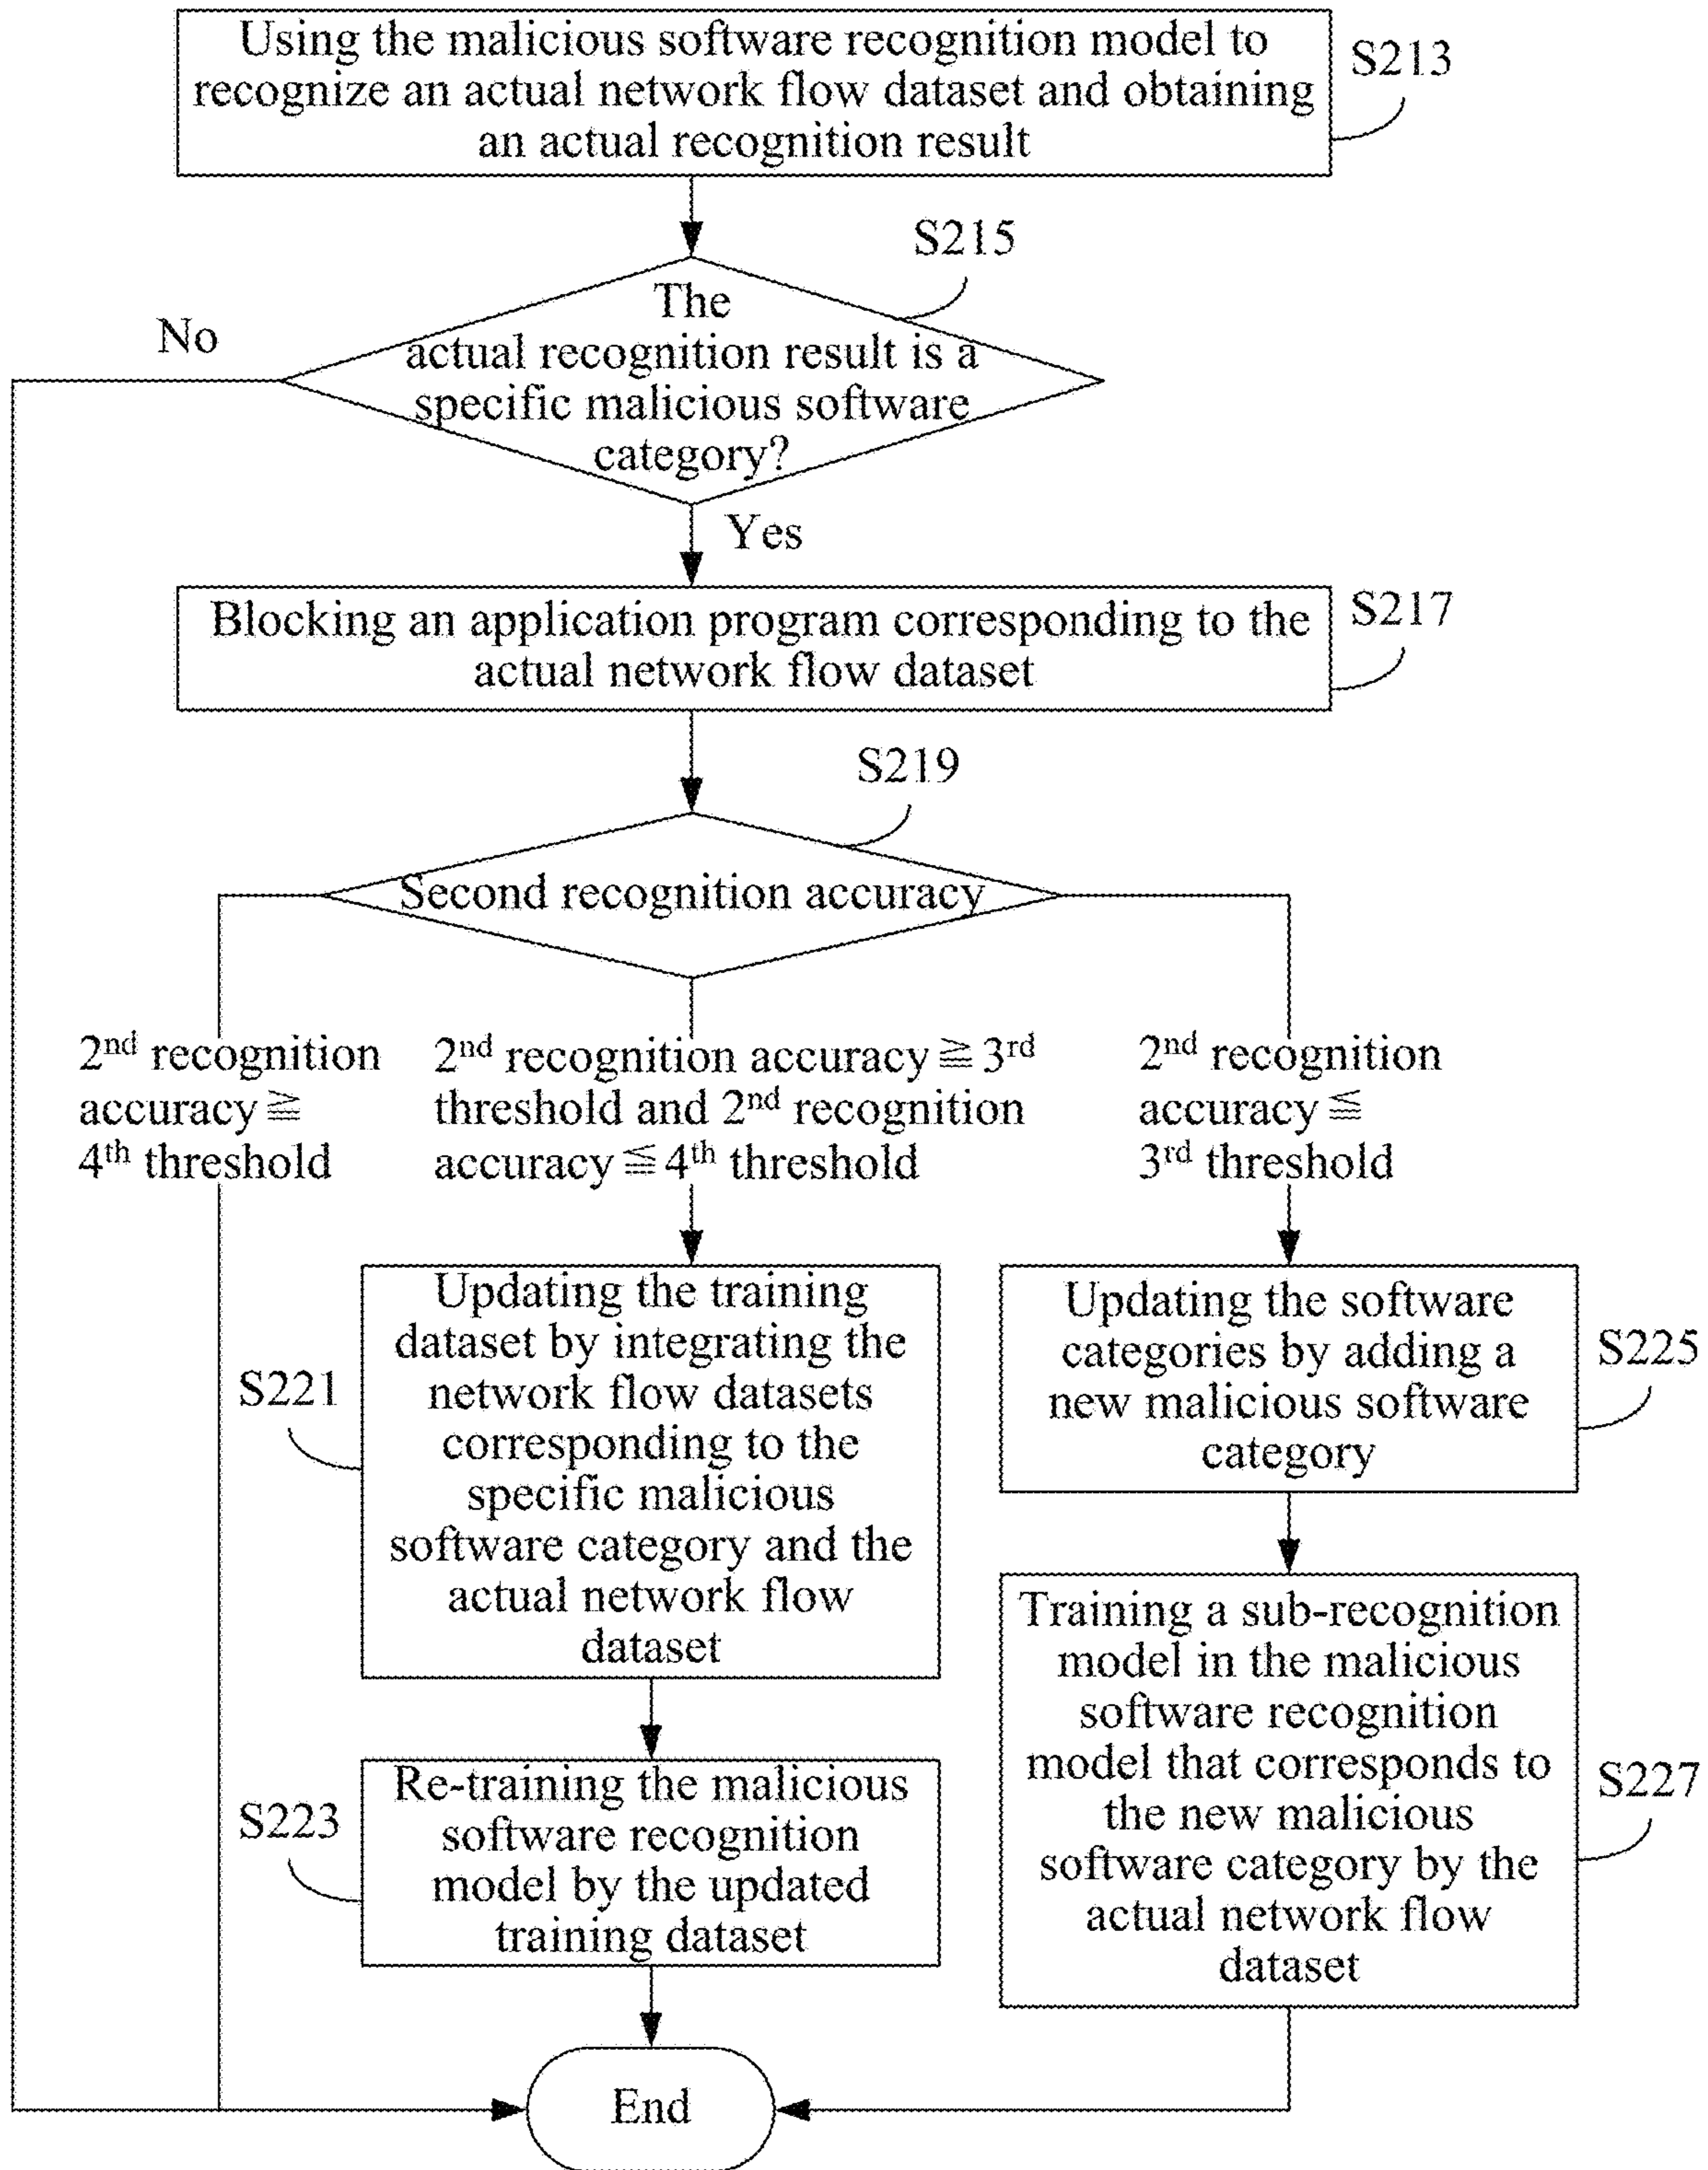 Using the malicious software recognition model to
recognize an actual network flow dataset and obtaining
an actual recognition result
S213
S215
The
actual recognition result is a
specific malicious software
category?
No
Yes
Blocking an application program corresponding to the
actual network flow dataset
S217
S219
Second recognition accuracy
2nd recognition
accuracy ≧
4th threshold
2nd recognition accuracy ≧ 3rd
threshold and 2nd recognition
accuracy ≦ 4th threshold
2nd recognition
accuracy ≦
3rd threshold
Updating the training
dataset by integrating the
network flow datasets
corresponding to the
specific malicious
software category and the
actual network flow
dataset
S221
Updating the software
categories by adding a
new malicious software
category
S225
Re-training the malicious
software recognition
model by the updated
training dataset
S223
Training a sub-recognition
model in the malicious
software recognition
model that corresponds to
the new malicious
software category by the
actual network flow
dataset
S227
End